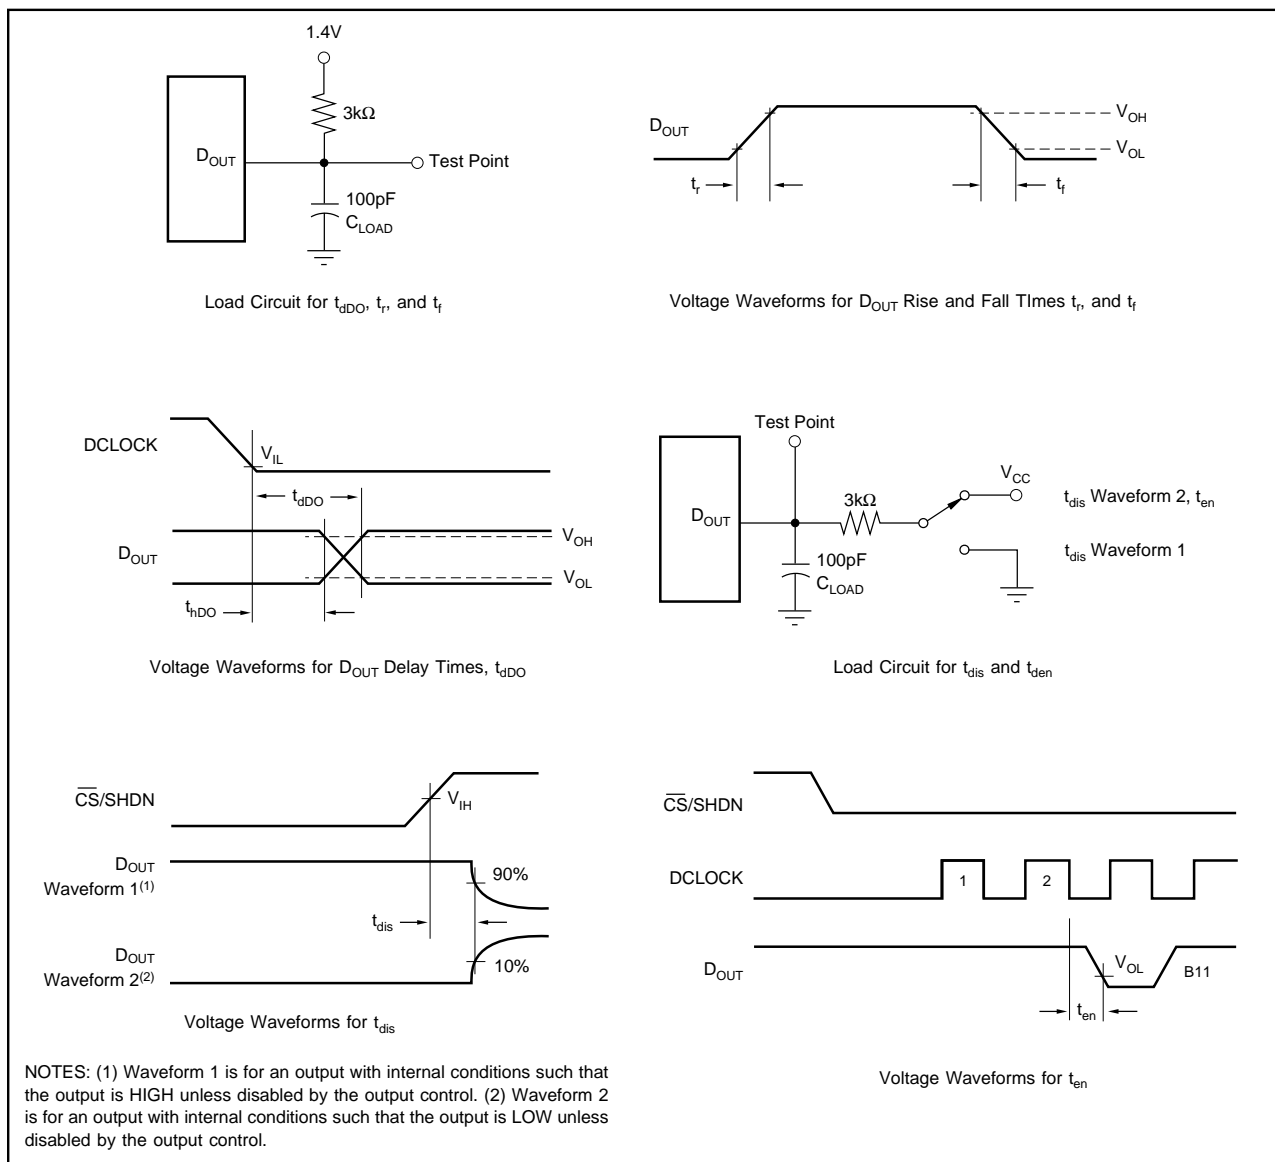 1.4V
3kΩ
DOUT
Test Point
100pF
CLOAD
Load Circuit for tdDO, tr, and tf
DOUT
VOH
VOL
tr
tf
Voltage Waveforms for DOUT Rise and Fall TImes tr, and tf
DCLOCK
VIL
tdDO
DOUT
VOH
VOL
thDO
Voltage Waveforms for DOUT Delay Times, tdDO
Test Point
VCC
3kΩ
tdis Waveform 2, ten
DOUT
tdis Waveform 1
100pF
CLOAD
Load Circuit for tdis and tden
CS/SHDN
VIH
DOUT
Waveform 1(1)
90%
tdis
DOUT
Waveform 2(2)
10%
Voltage Waveforms for tdis
NOTES: (1) Waveform 1 is for an output with internal conditions such that
the output is HIGH unless disabled by the output control. (2) Waveform 2
is for an output with internal conditions such that the output is LOW unless
disabled by the output control.
CS/SHDN
DCLOCK
1
2
DOUT
VOL
B11
ten
Voltage Waveforms for ten